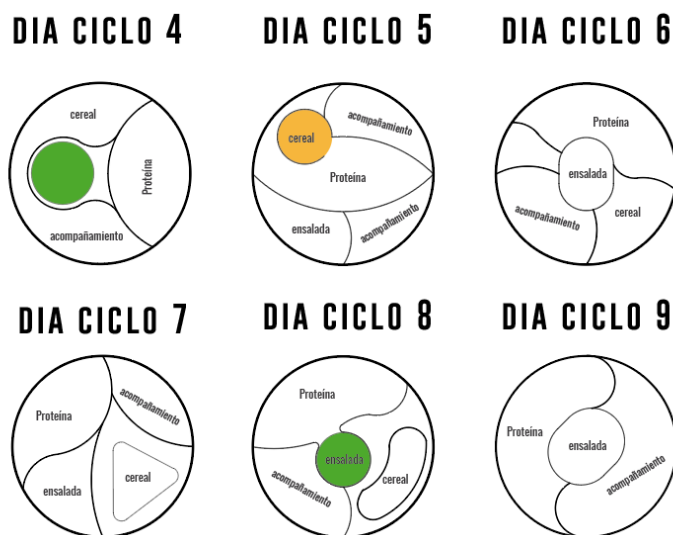 DIA CICLO 4
cereal
Proteína
acompañamiento
DIA CICLO 5
acompañamiento
cereal
Proteína
ensalada
acompañamiento
DIA CICLO 6
Proteína
ensalada
acompañamiento
cereal
DIA CICLO 7
acompañamiento
Proteína
cereal
ensalada
DIA CICLO 8
Proteína
ensalada
cereal
acompañamiento
DIA CICLO 9
Proteína
ensalada
acompañamiento